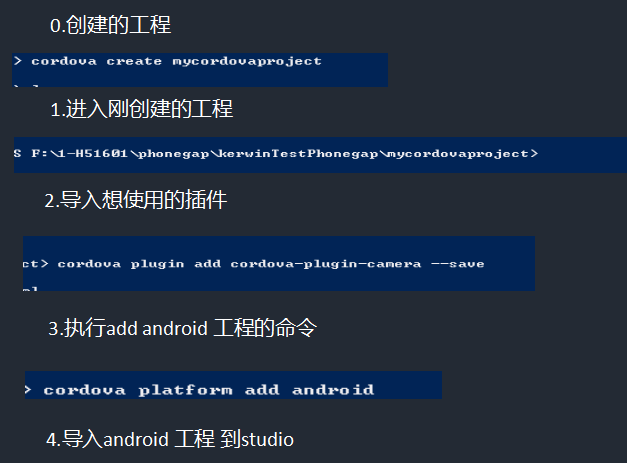 0.创建的工程
> cordova create mycordovaproject
1.进入刚创建的工程
S F:\1-H51601\phonegap\kerwinTestPhonegap\mycordovaproject>
2.导入想使用的插件
ct> cordova plugin add cordova-plugin-camera --save
3.执行add android 工程的命令
> cordova platform add android
4.导入android 工程 到studio